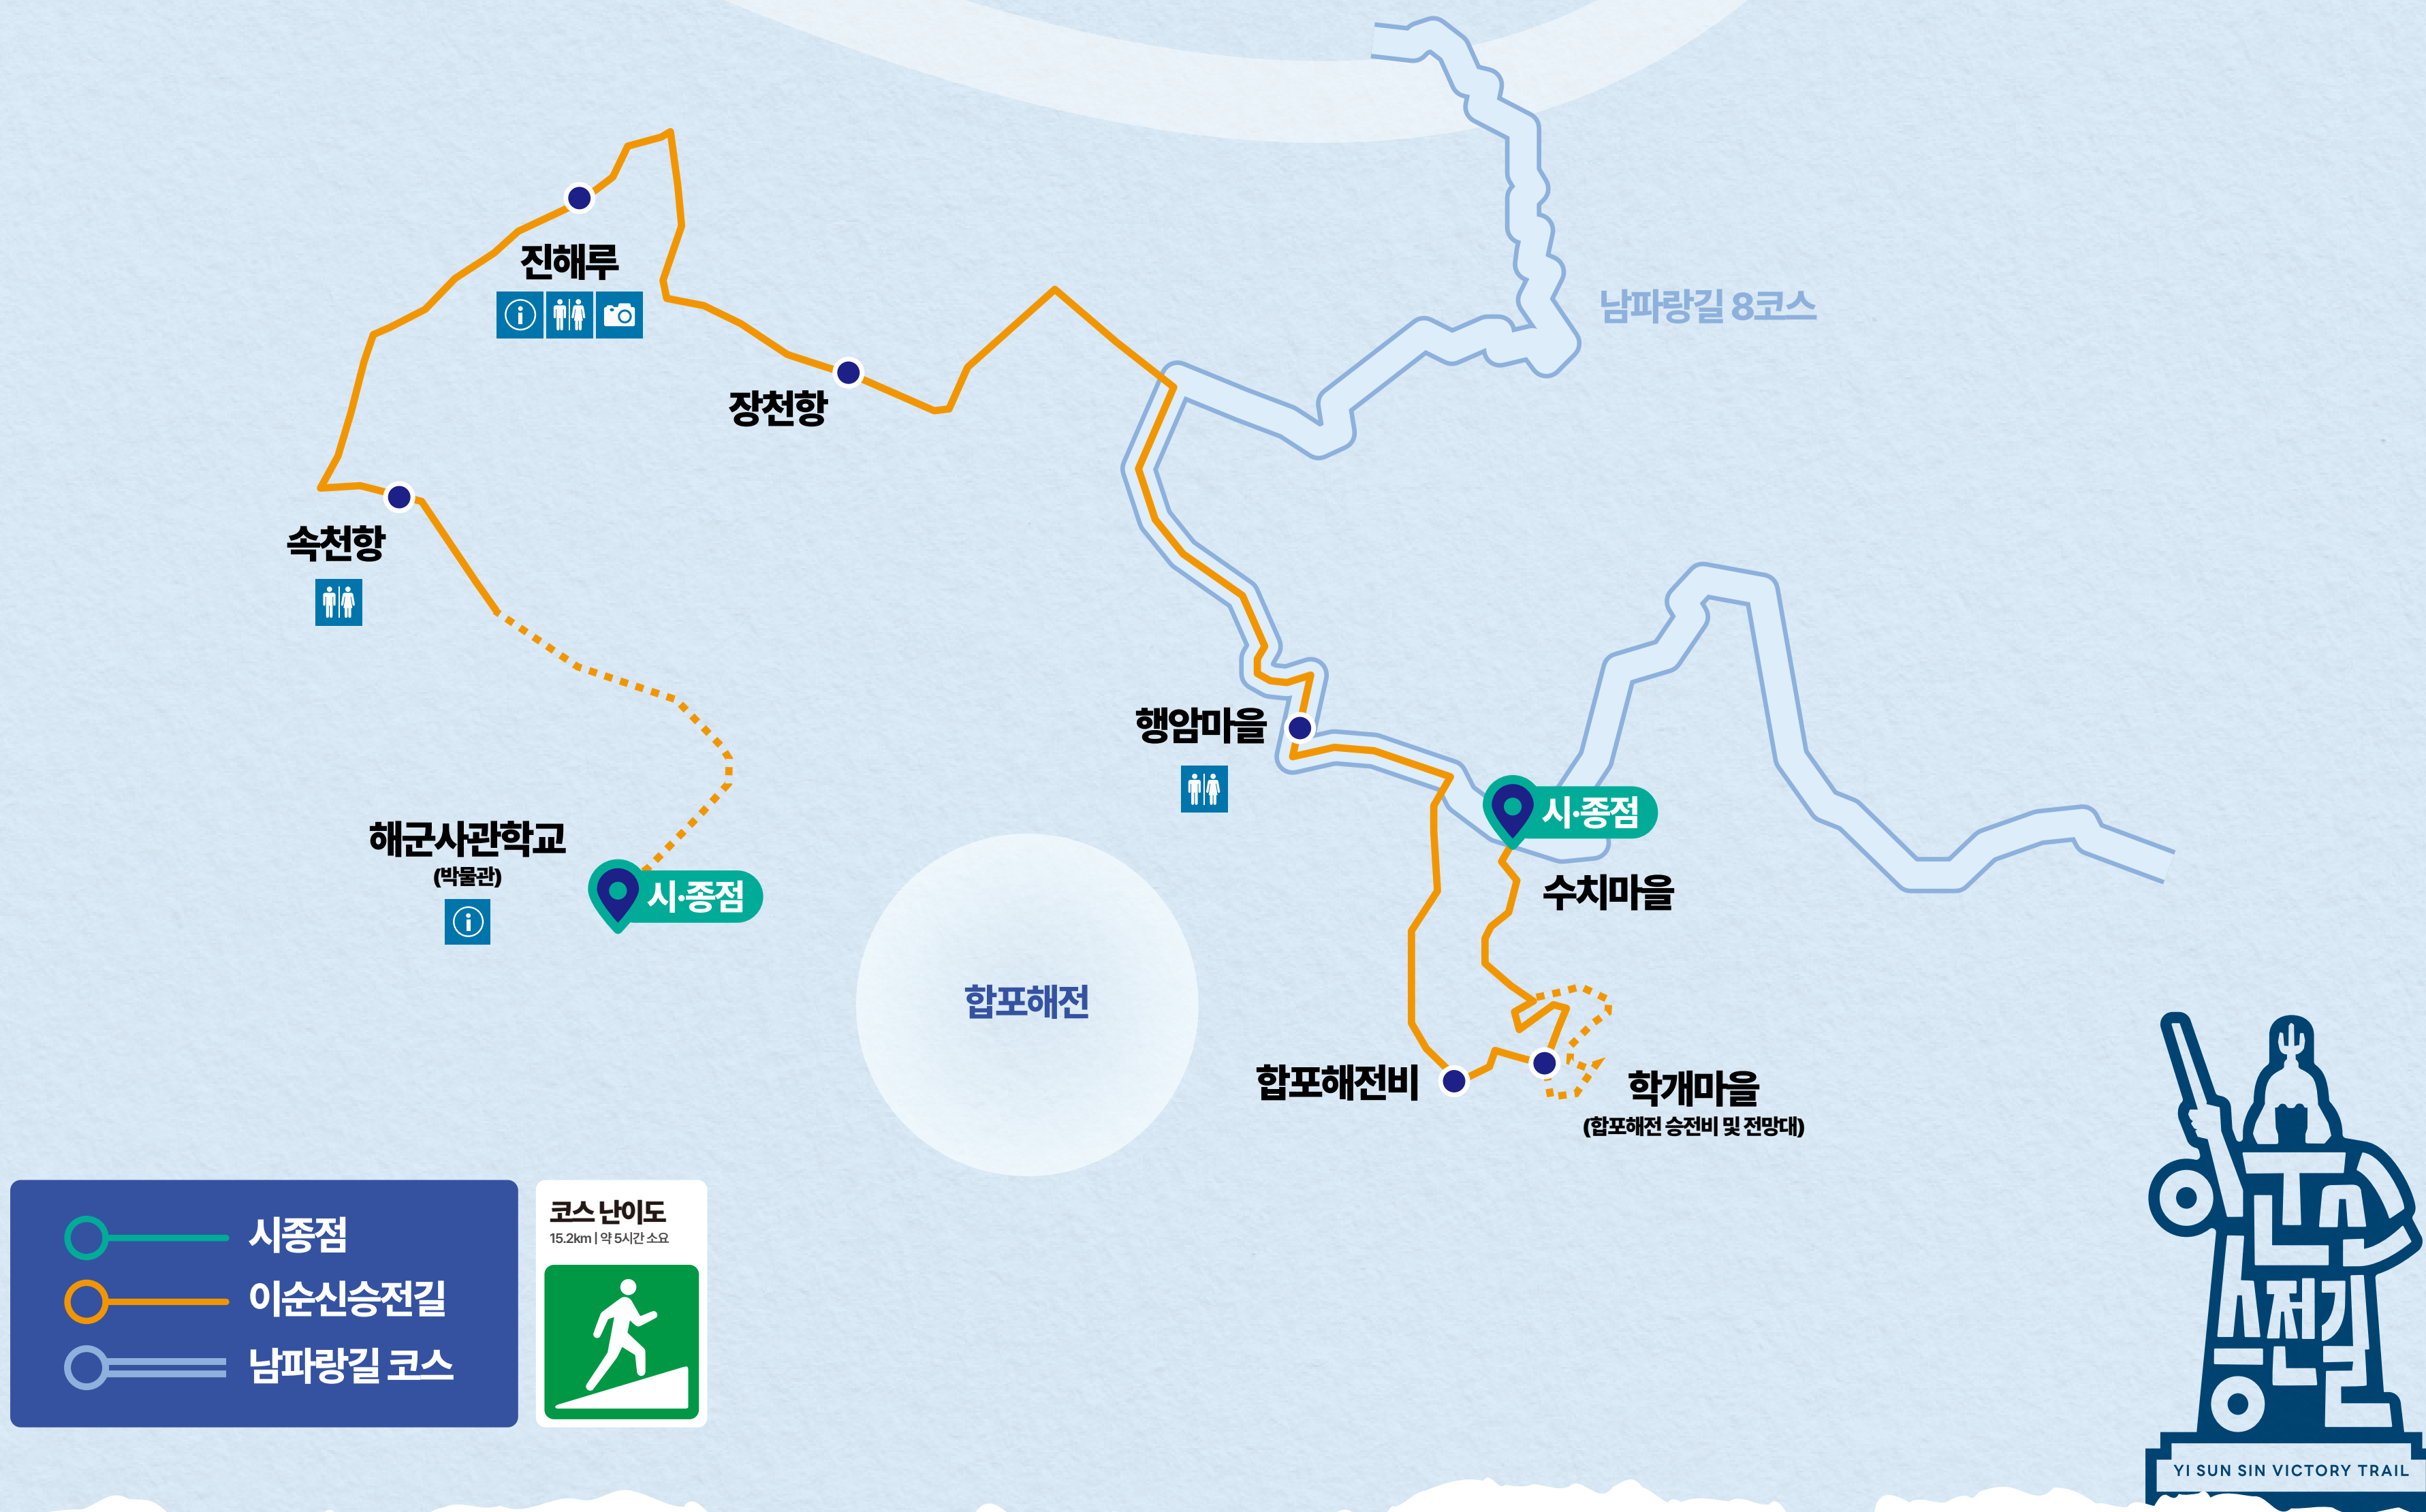 진해루
남파랑길 8코스
장천항
속천항
행암마을
시·종점
해군사관학교
(박물관)
시·종점
수치마을
합포해전
합포해전비
학개마을
(합포해전 승전비 및 전망대)
시종점
이순신승전길
남파랑길 코스
코스 난이도
15.2km | 약 5시간 소요
이순신
승전길
YI SUN SIN VICTORY TRAIL